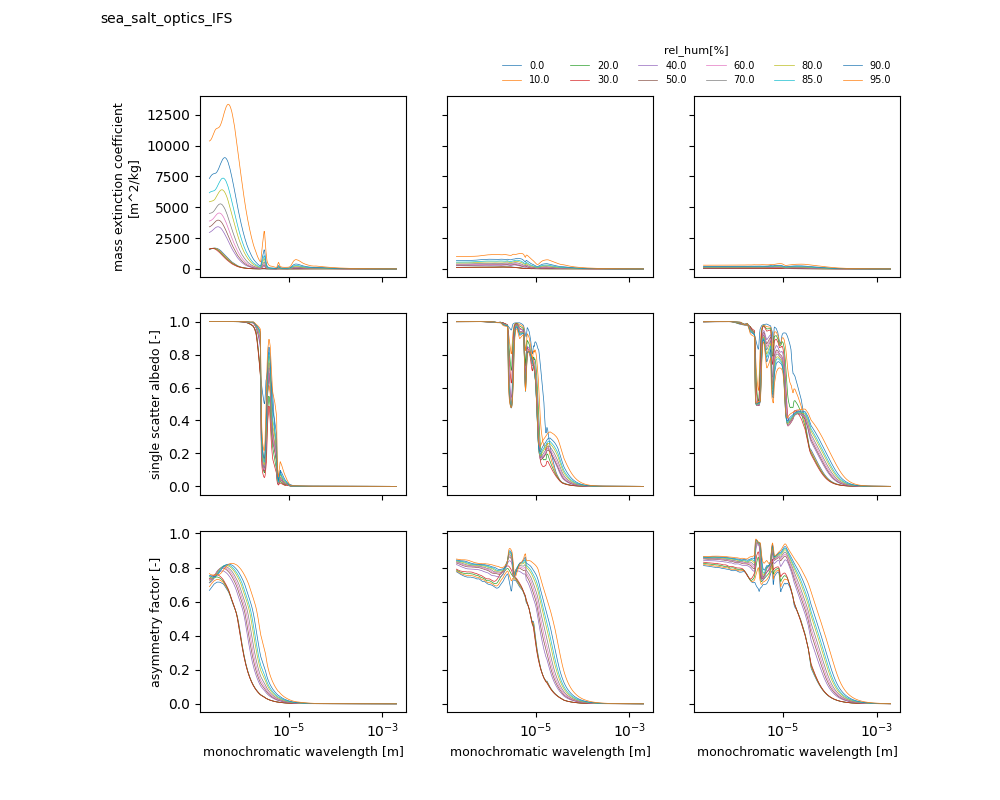 sea_salt_optics_IFS
rel_hum[%]
0.0 20.0 40.0 60.0 80.0 90.0
10.0 30.0 50.0 70.0 85.0 95.0
mass extinction coefficient
[m^2/kg]
12500
10000
7500
5000
2500
0
single scatter albedo [-]
1.0
0.8
0.6
0.4
0.2
0.0
asymmetry factor [-]
1.0
0.8
0.6
0.4
0.2
0.0
10⁻⁵ 10⁻³ 10⁻⁵ 10⁻³ 10⁻⁵ 10⁻³
monochromatic wavelength [m] monochromatic wavelength [m] monochromatic wavelength [m]